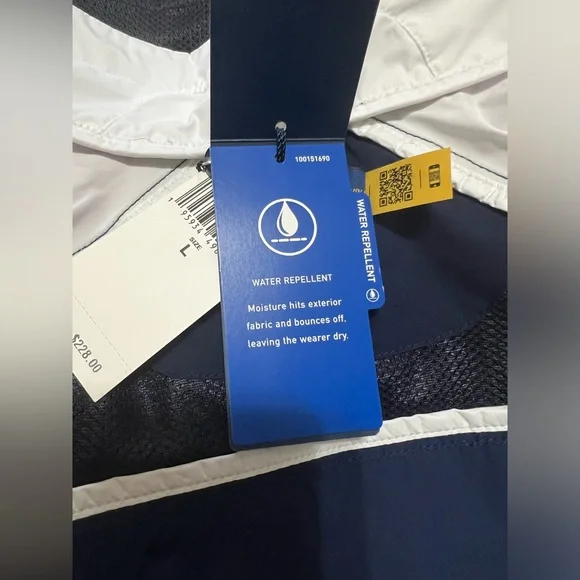 100151690
WATER REPELLENT
Moisture hits exterior
fabric and bounces off,
leaving the wearer dry.
WATER REPELLENT
SIZE
L
$228.00